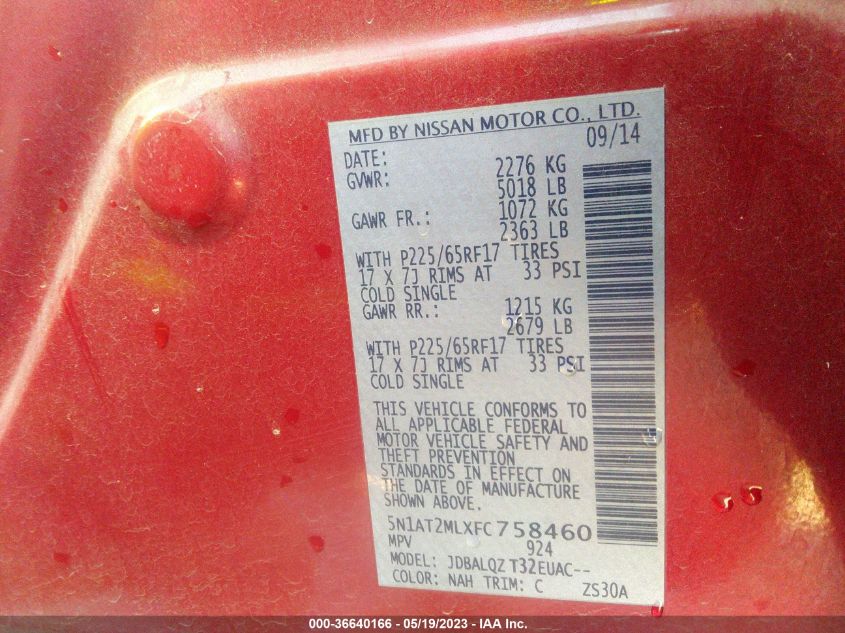 MFD BY NISSAN MOTOR CO., LTD.
DATE: 09/14
GVWR: 2276 KG
5018 LB
GAWR FR.: 1072 KG
2363 LB
WITH P225/65RF17 TIRES
17 X 7J RIMS AT 33 PSI
COLD SINGLE
GAWR RR.: 1215 KG
2679 LB
WITH P225/65RF17 TIRES
17 X 7J RIMS AT 33 PSI
COLD SINGLE
THIS VEHICLE CONFORMS TO
ALL APPLICABLE FEDERAL
MOTOR VEHICLE SAFETY AND
THEFT PREVENTION
STANDARDS IN EFFECT ON
THE DATE OF MANUFACTURE
SHOWN ABOVE.
5N1AT2MLXFC758460
MPV 924
MODEL: JDBALQZ T32EUAC--
COLOR: NAH TRIM: C ZS30A
000-36640166 - 05/19/2023 - IAA Inc.